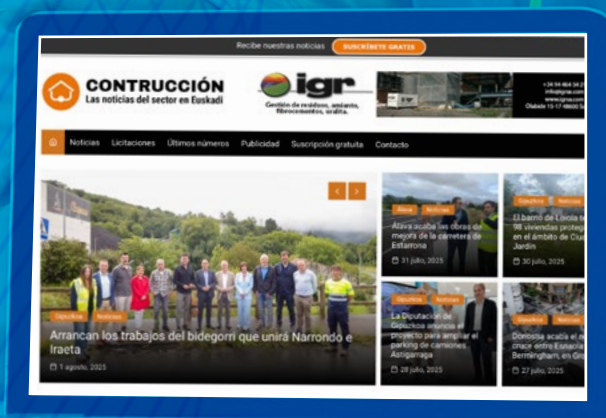 Recibe nuestras noticias SUSCRÍBETE GRATIS
CONTRUCCIÓN
Las noticias del sector en Euskadi
igr
Gestión de residuos, amianto,
fibrocementos, uralita.
Noticias Licitaciones Últimos números Publicidad Suscripción gratuita Contacto
Gipuzkoa Noticias
Arrancan los trabajos del bidegorri que unirá Narrondo e
Iraeta
1 agosto, 2025
Álava Noticias
Álava acaba las obras de
mejora de la carretera de
Estarrona
31 julio, 2025
Gipuzkoa Noticias
El barrio de Loiola
98 viviendas
en el ámbito de
Jardín
30 julio, 2025
Gipuzkoa Noticias
La Diputación de
Gipuzkoa anuncia el
proyecto para ampliar el
parking de camiones
Astigarraga
28 julio, 2025
Gipuzkoa Noticias
Donostia acaba el
cruce entre
Bermingham, en
27 julio, 2025